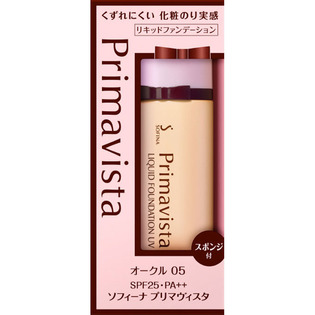 くずれにくい 化粧のり実感
リキッドファンデーション
Primavista
S
SOFINA
Primavista
LIQUID FOUNDATION UV
スポンジ
付
オークル 05
SPF25・PA++
ソフィーナ プリマヴィスタ